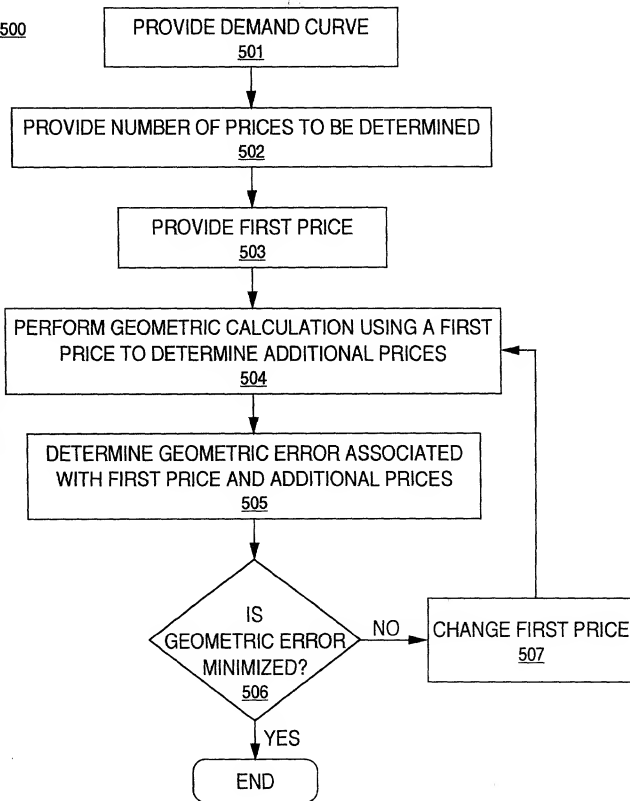 500
PROVIDE DEMAND CURVE
501
PROVIDE NUMBER OF PRICES TO BE DETERMINED
502
PROVIDE FIRST PRICE
503
PERFORM GEOMETRIC CALCULATION USING A FIRST
PRICE TO DETERMINE ADDITIONAL PRICES
504
DETERMINE GEOMETRIC ERROR ASSOCIATED
WITH FIRST PRICE AND ADDITIONAL PRICES
505
IS
GEOMETRIC ERROR
MINIMIZED?
506
NO
CHANGE FIRST PRICE
507
YES
END